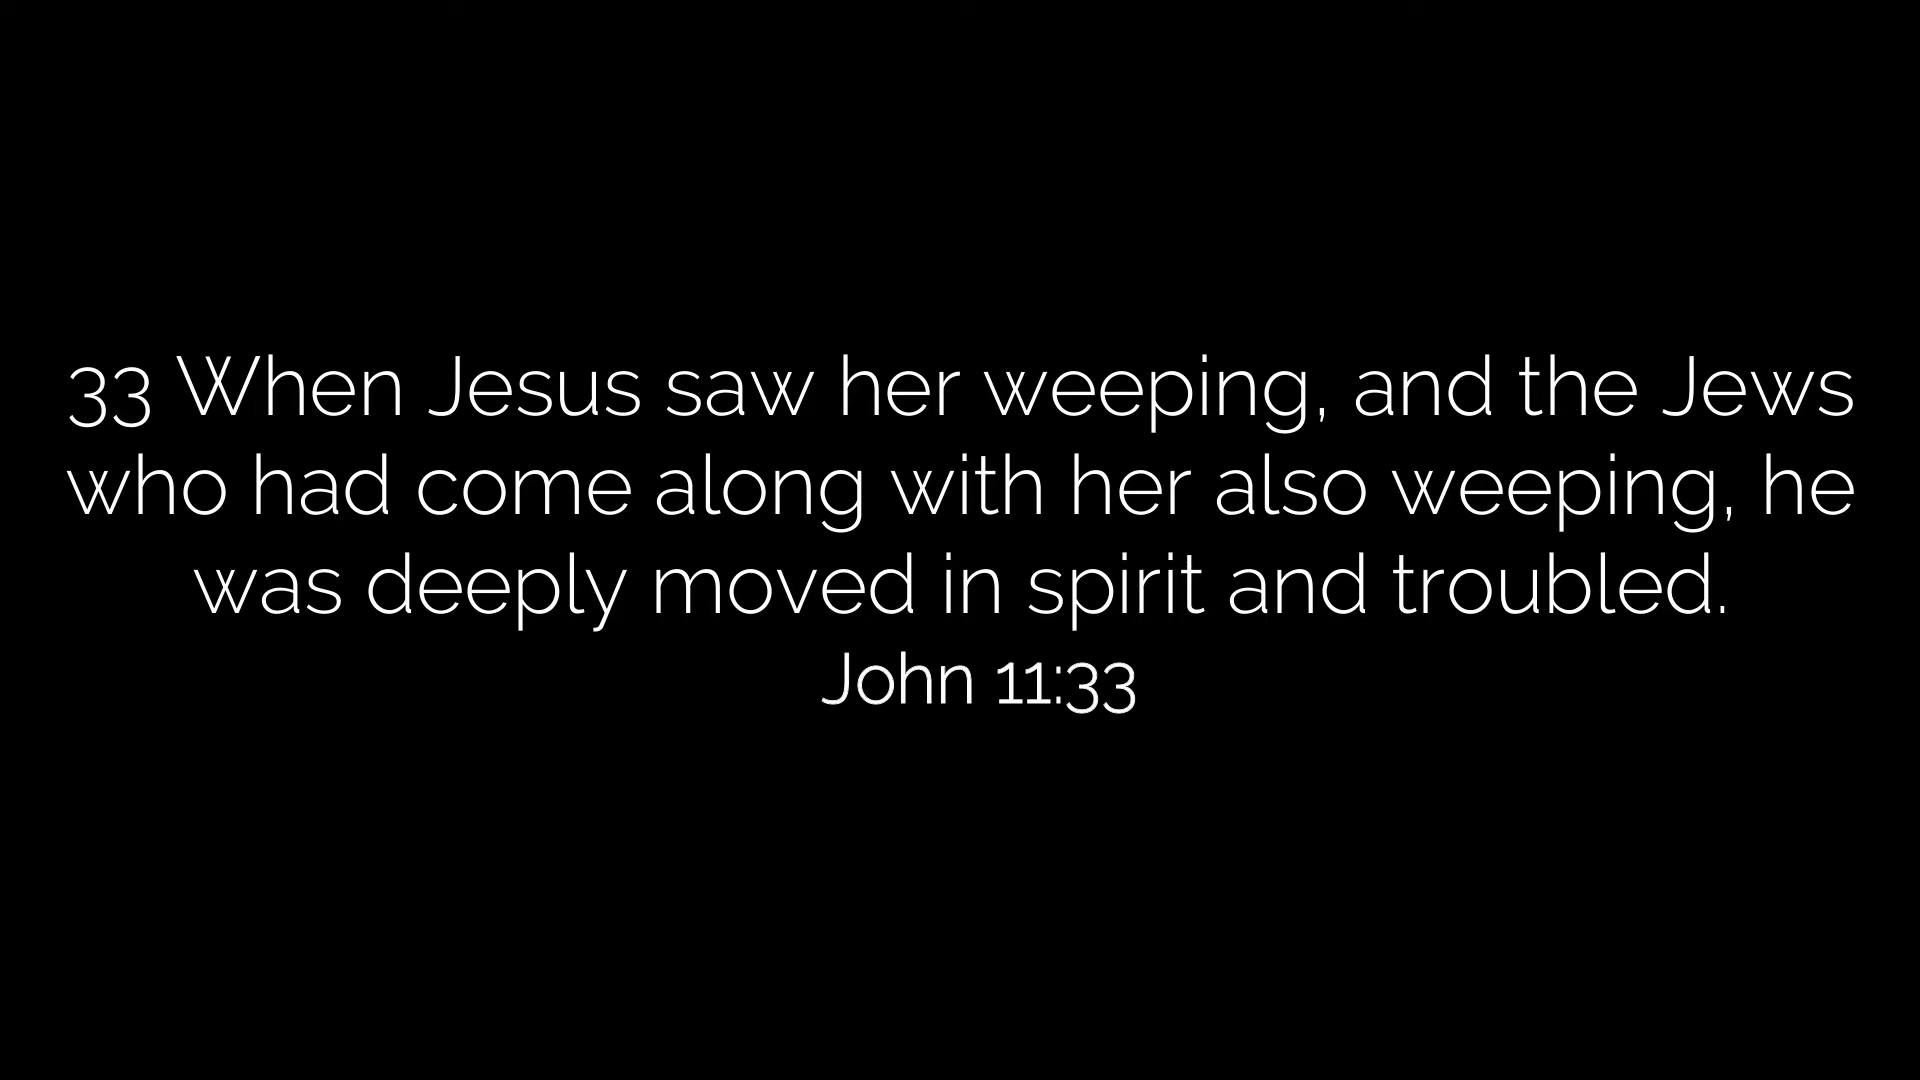 33 When Jesus saw her weeping, and the Jews
who had come along with her also weeping, he
was deeply moved in spirit and troubled.
John 11:33